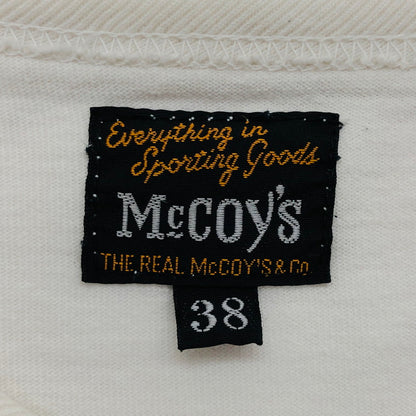 Everything in
Sporting Goods
McCOY'S
THE REAL McCOY'S & Co
38